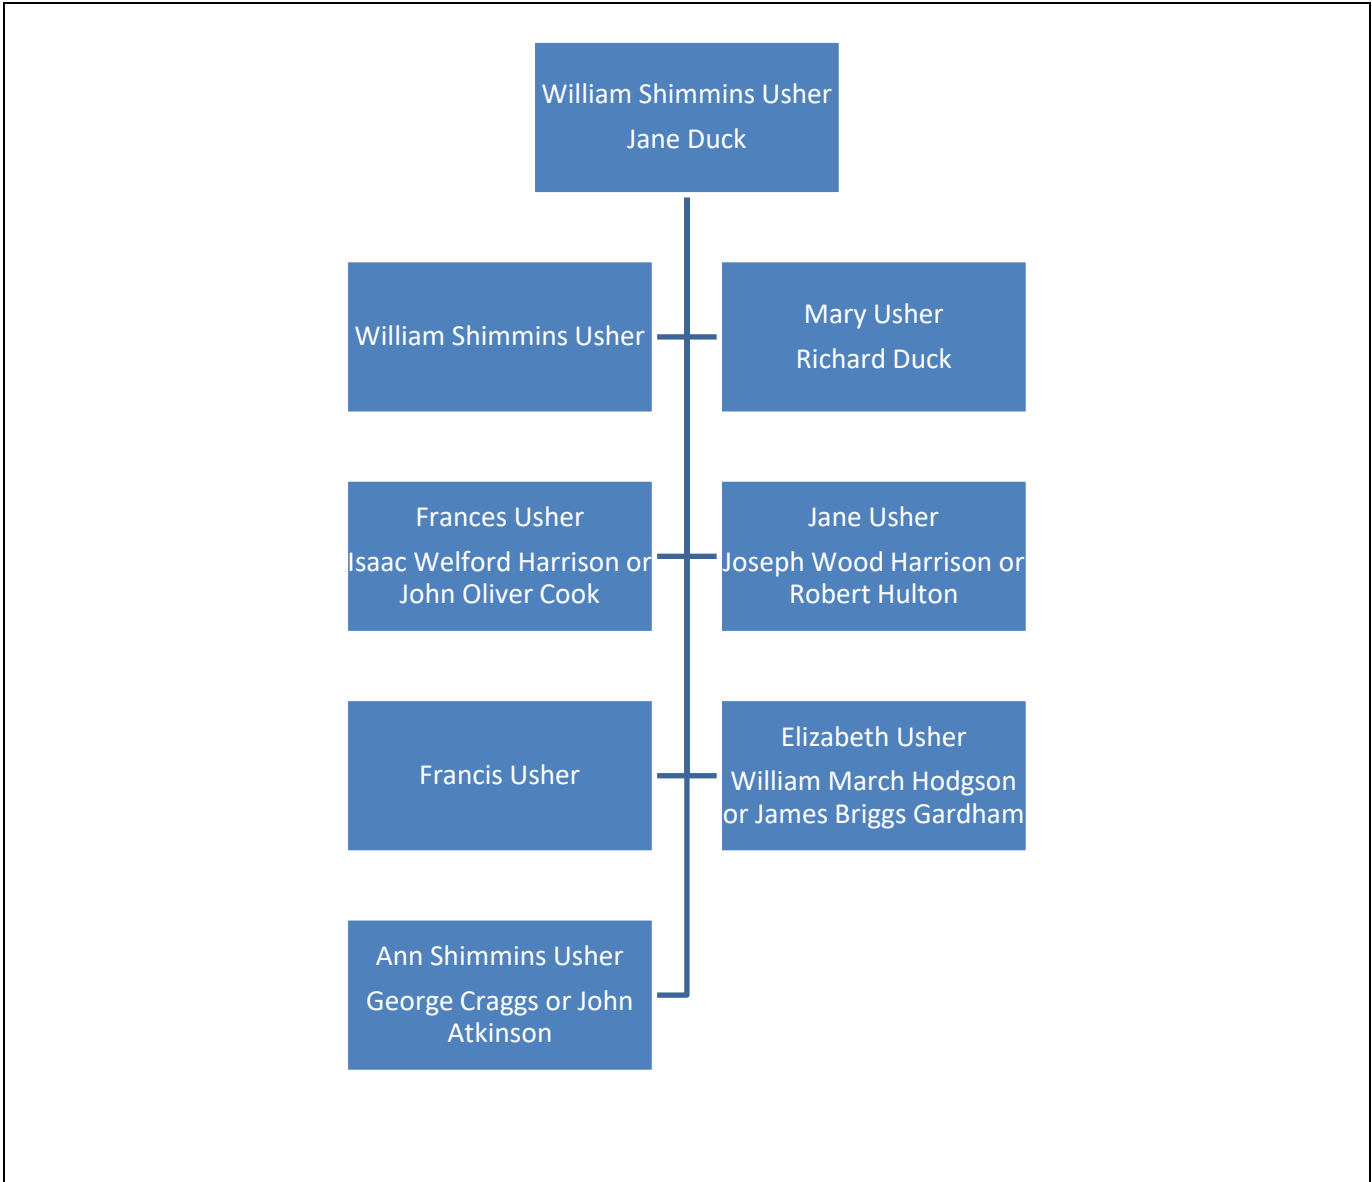 William Shimmins Usher
Jane Duck
William Shimmins Usher
Mary Usher
Richard Duck
Frances Usher
Isaac Welford Harrison or
John Oliver Cook
Jane Usher
Joseph Wood Harrison or
Robert Hulton
Francis Usher
Elizabeth Usher
William March Hodgson
or James Briggs Gardham
Ann Shimmins Usher
George Craggs or John
Atkinson